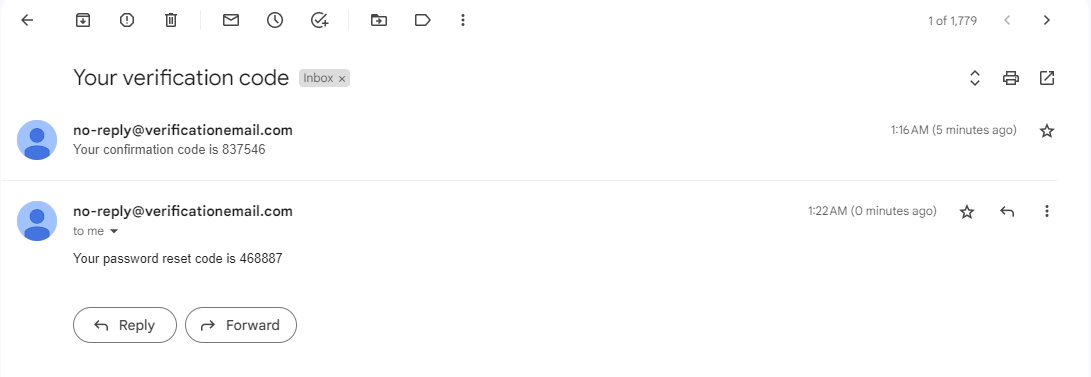 1 of 1,779
Your verification code Inbox ×
no-reply@verificationemail.com 1:16 AM (5 minutes ago)
Your confirmation code is 837546
no-reply@verificationemail.com 1:22 AM (0 minutes ago)
to me
Your password reset code is 468887
Reply Forward